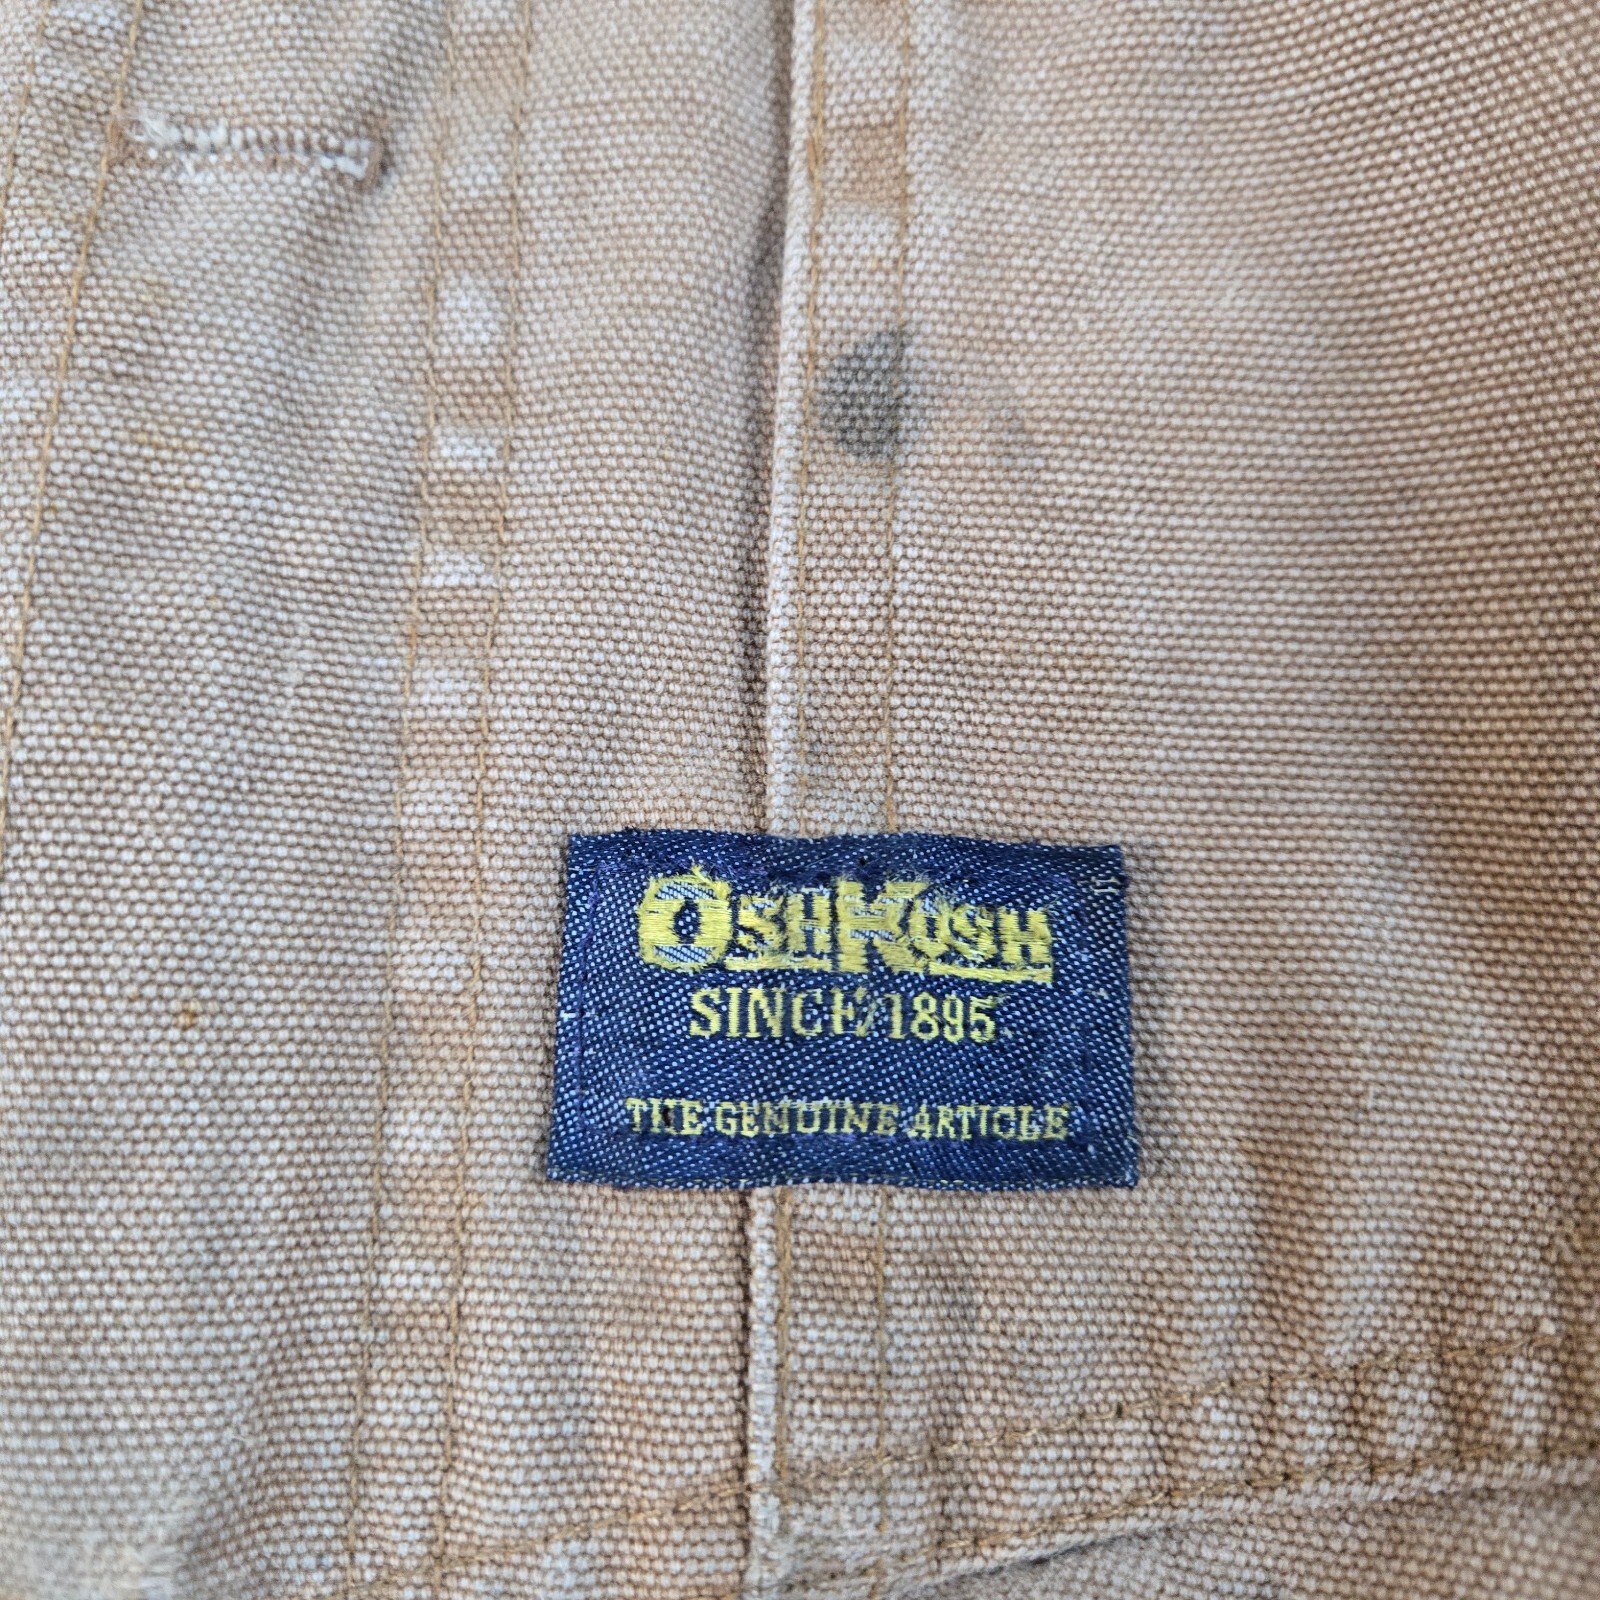 OshKosh
SINCE 1895
THE GENUINE ARTICLE